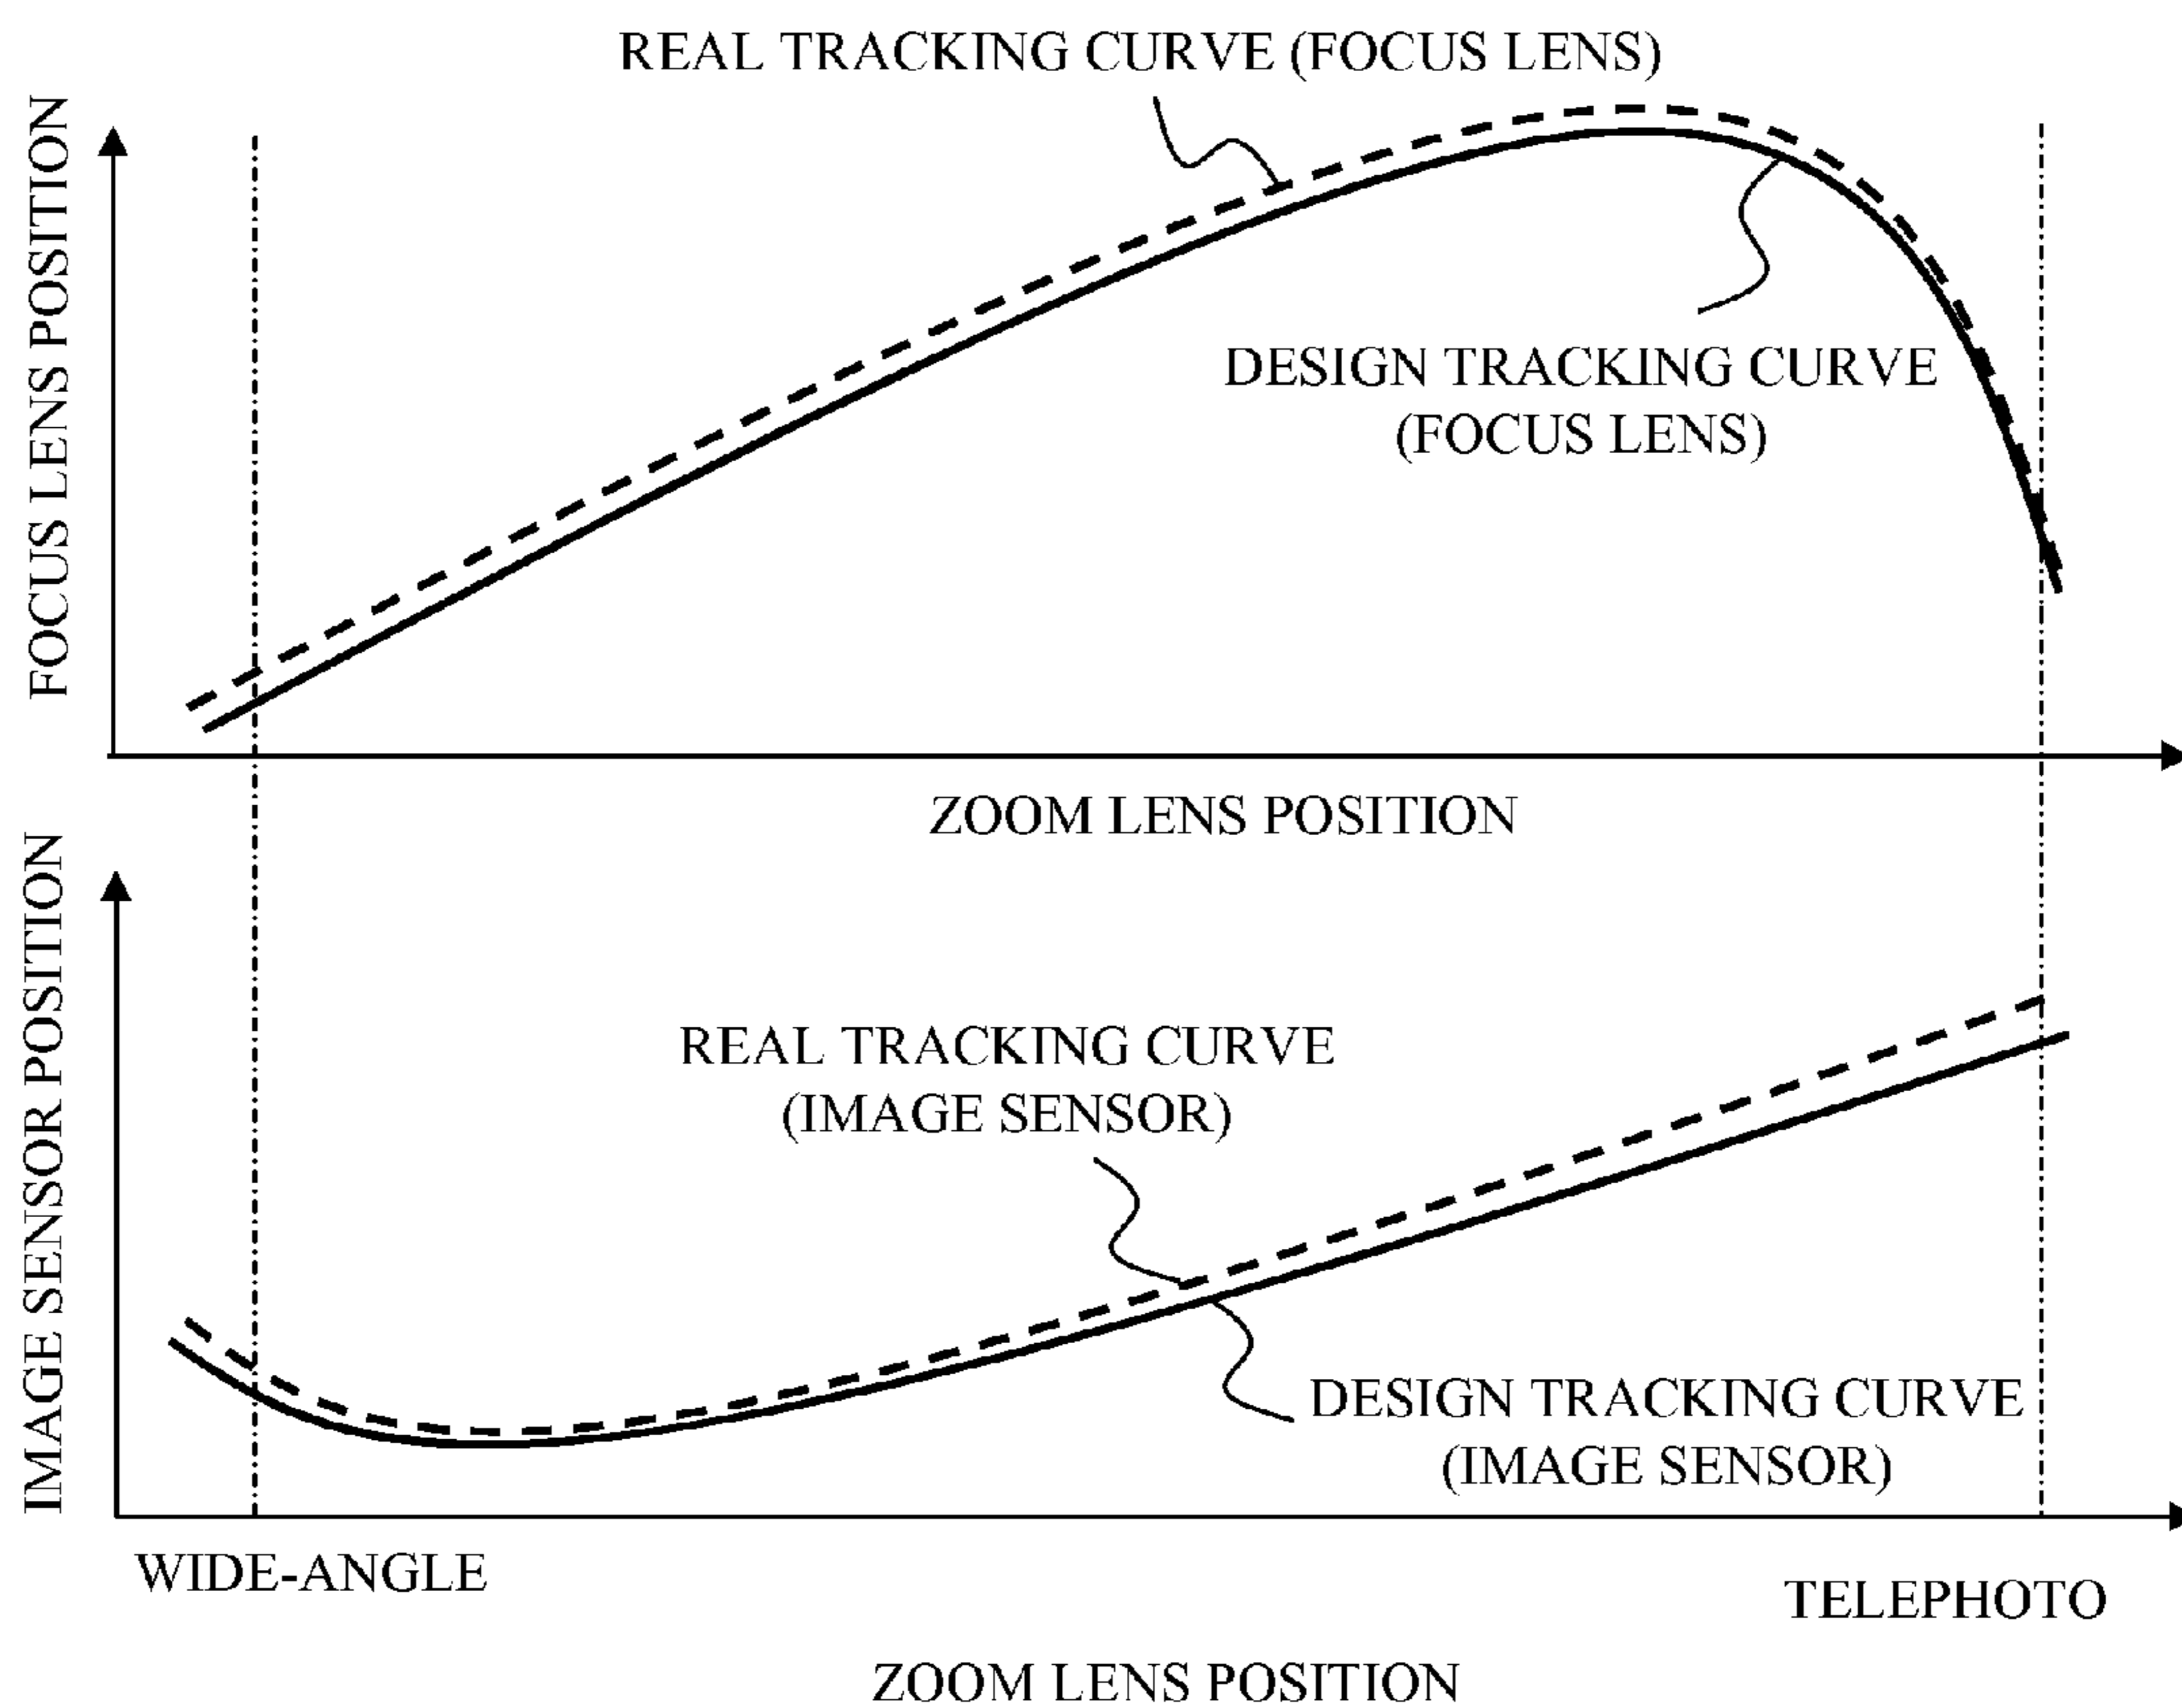 REAL TRACKING CURVE (FOCUS LENS)
FOCUS LENS POSITION
DESIGN TRACKING CURVE
(FOCUS LENS)
ZOOM LENS POSITION
IMAGE SENSOR POSITION
REAL TRACKING CURVE
(IMAGE SENSOR)
DESIGN TRACKING CURVE
(IMAGE SENSOR)
WIDE-ANGLE
TELEPHOTO
ZOOM LENS POSITION